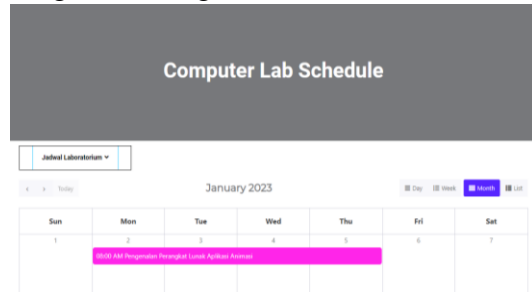 Computer Lab Schedule
Jadwal Laboratorium
Today January 2023 Day Week Month List
Sun Mon Tue Wed Thu Fri Sat
1 2 3 4 5 6 7
08:00 AM Pengenalan Perangkat Lunak Aplikasi Animasi